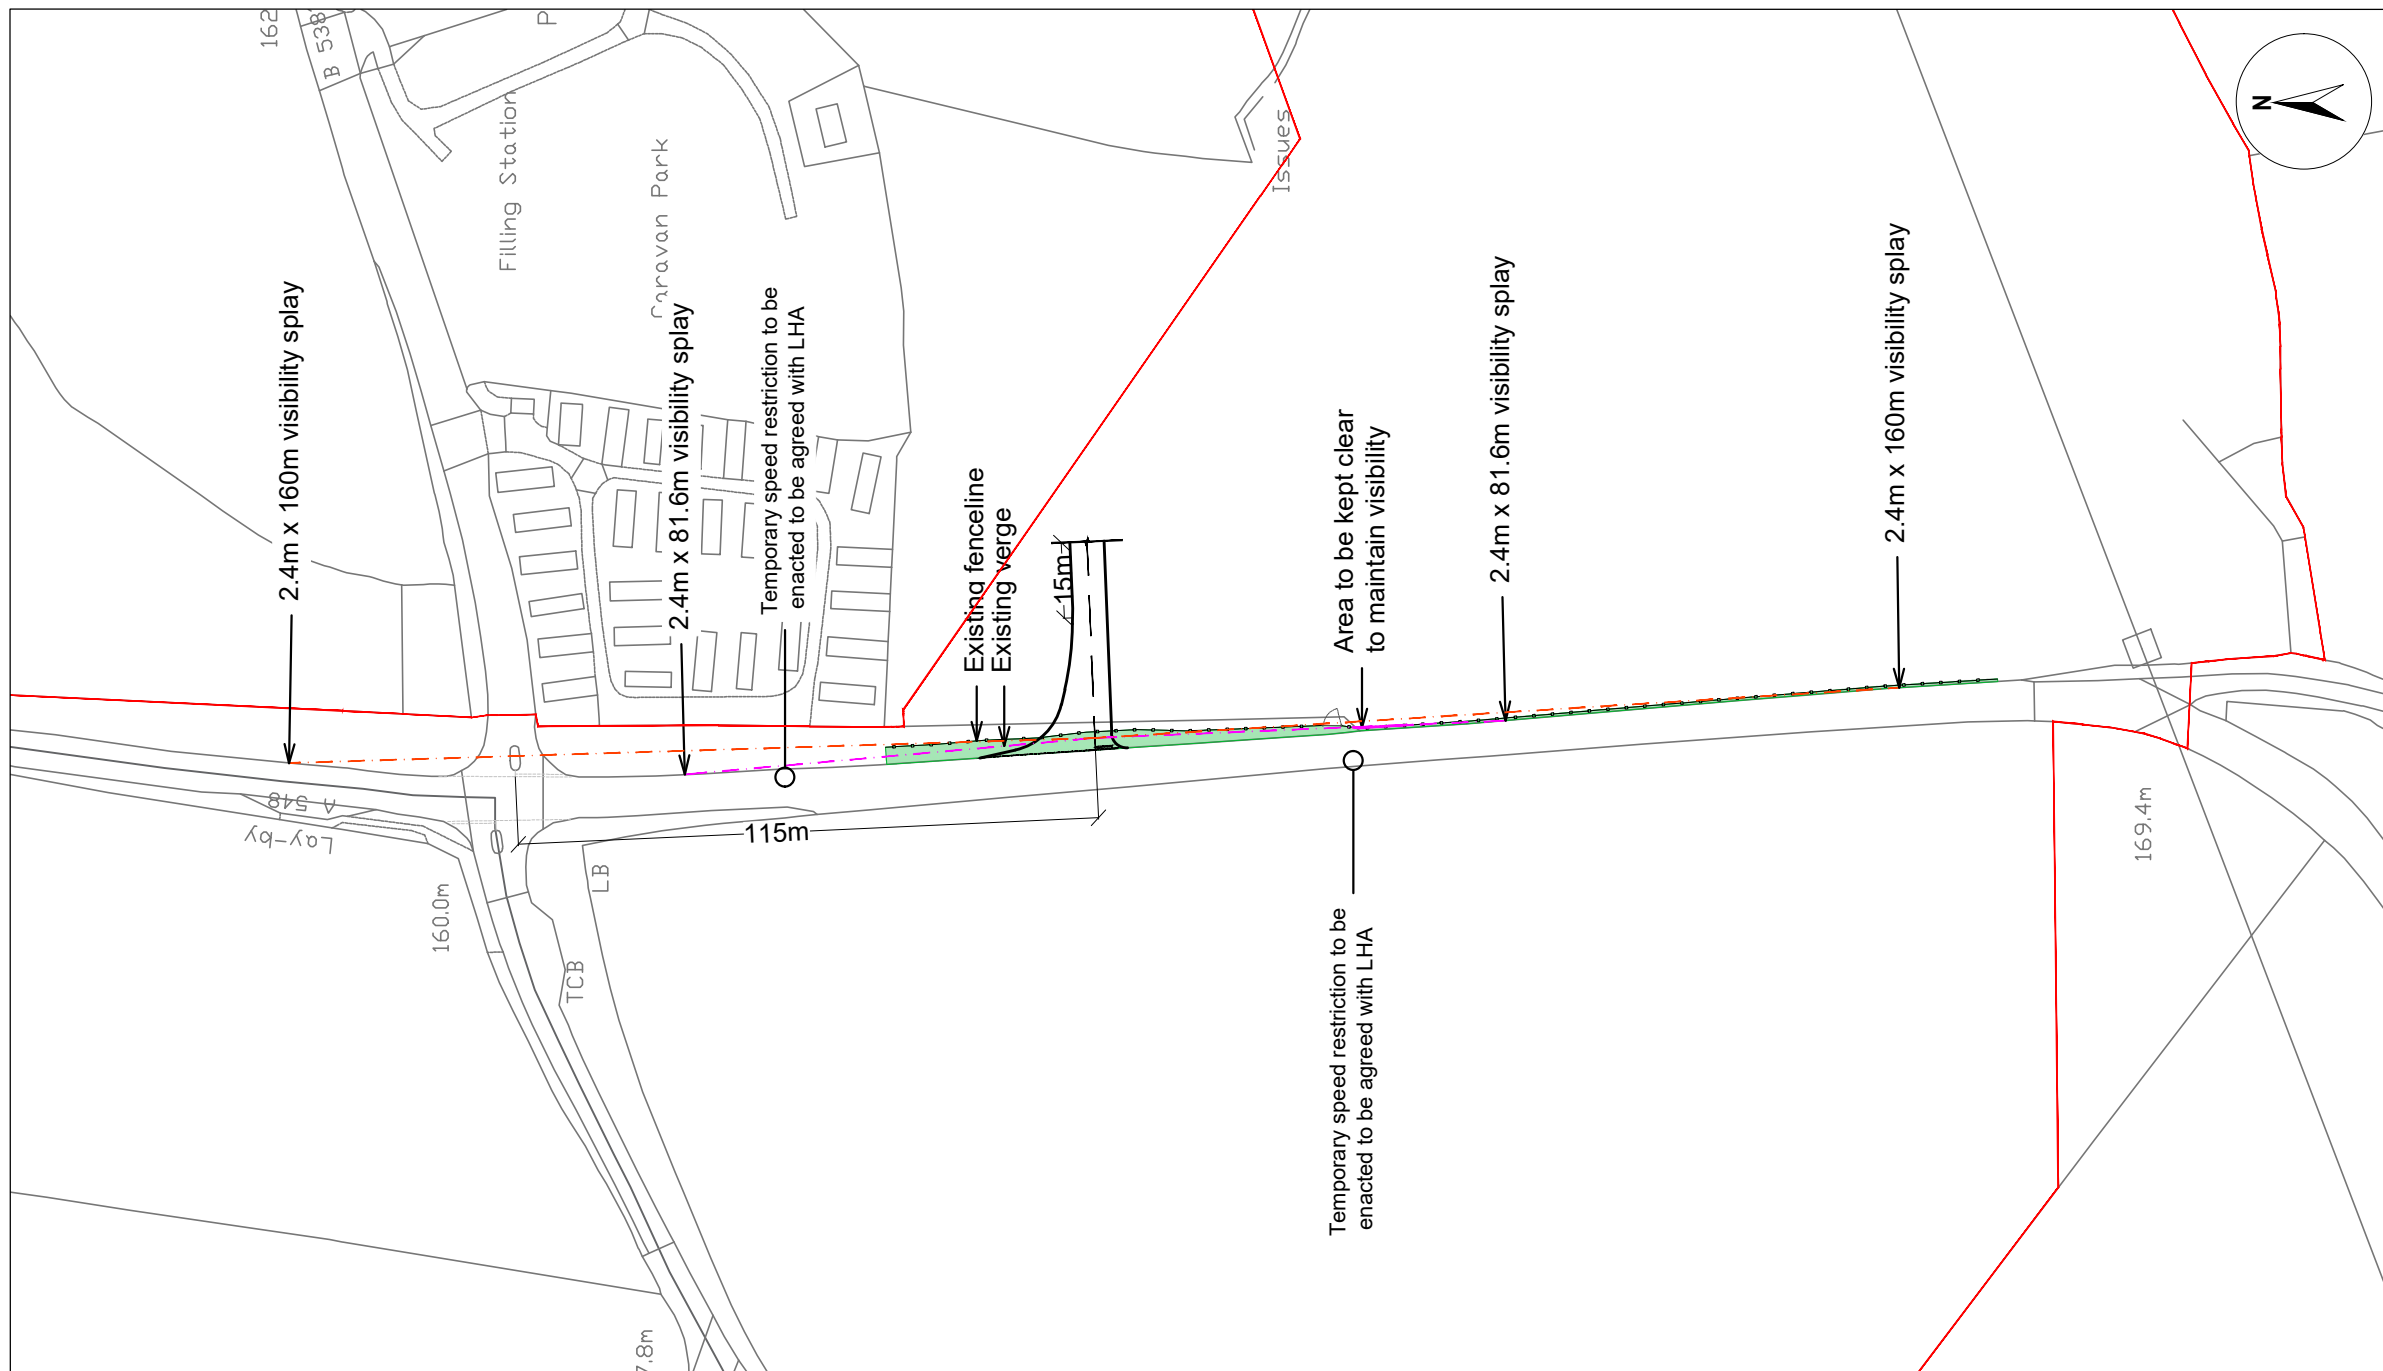 162
B 538
P
Filling Station
Caravan Park
Issues
N
2.4m x 160m visibility splay
2.4m x 81.6m visibility splay
Temporary speed restriction to be
enacted to be agreed with LHA
Existing fenceline
Existing verge
15m
Area to be kept clear
to maintain visibility
2.4m x 81.6m visibility splay
2.4m x 160m visibility splay
A 548
Lay-by
115m
160.0m
LB
TCB
Temporary speed restriction to be
enacted to be agreed with LHA
169.4m
7.8m